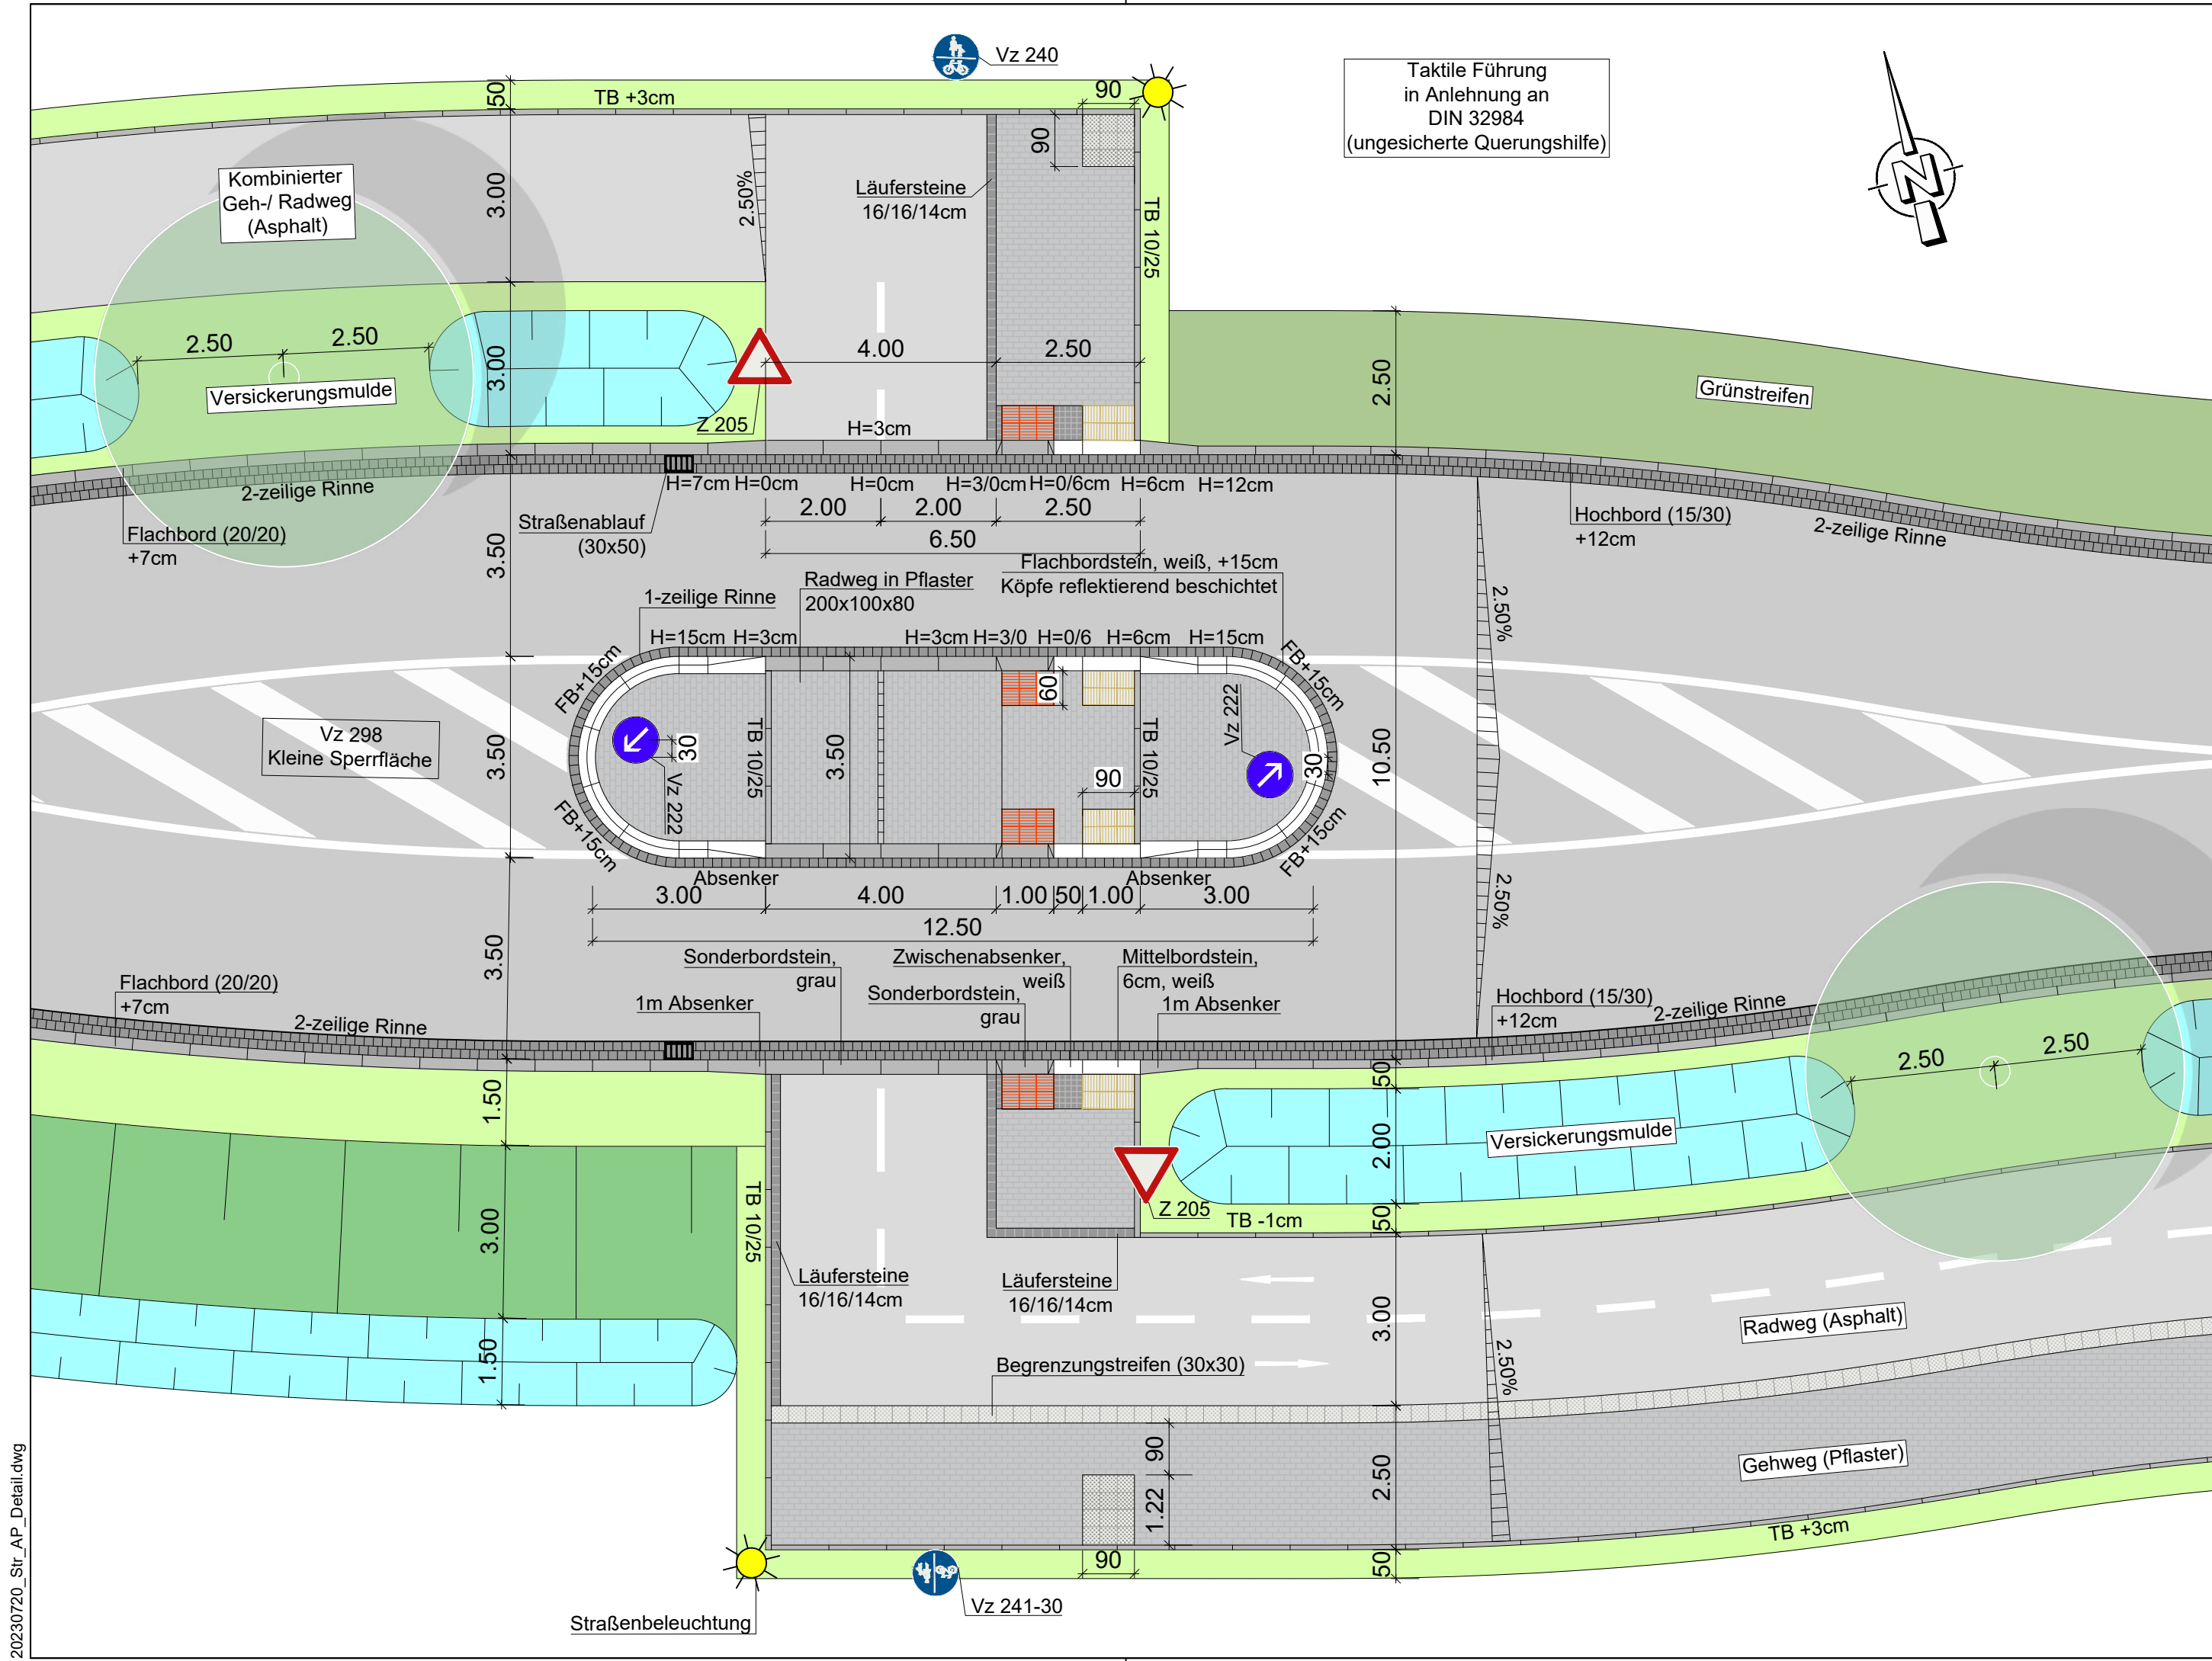 Vz 240
Taktile Führung
in Anlehnung an
DIN 32984
(ungesicherte Querungshilfe)
N
50
TB +3cm
90
90
Kombinierter
Geh-/ Radweg
(Asphalt)
3.00
2.50%
Läufersteine
16/16/14cm
TB 10/25
2.50
2.50
3.00
4.00
2.50
2.50
Versickerungsmulde
Grünstreifen
Z 205
H=3cm
2-zeilige Rinne
H=7cm
H=0cm
H=0cm
H=3/0cm
H=0/6cm
H=6cm
H=12cm
Flachbord (20/20)
+7cm
Straßenablauf
(30x50)
2.00
2.00
2.50
6.50
Hochbord (15/30)
+12cm
2-zeilige Rinne
3.50
Flachbordstein, weiß, +15cm
Köpfe reflektierend beschichtet
Radweg in Pflaster
200x100x80
1-zeilige Rinne
2.50%
H=15cm
H=3cm
H=3cm
H=3/0
H=0/6
H=6cm
H=15cm
FB+15cm
FB+15cm
60
Vz 298
Kleine Sperrfläche
3.50
30
Vz 222
TB 10/25
3.50
90
TB 10/25
Vz 222
30
10.50
FB+15cm
FB+15cm
Absenker
Absenker
3.00
4.00
1.00
50
1.00
3.00
12.50
2.50%
3.50
Sonderbordstein,
grau
Zwischenabsenker,
weiß
Mittelbordstein,
6cm, weiß
Flachbord (20/20)
+7cm
1m Absenker
Sonderbordstein,
grau
1m Absenker
Hochbord (15/30)
+12cm
2-zeilige Rinne
2-zeilige Rinne
1.50
50
2.50
2.50
2.00
Versickerungsmulde
TB 10/25
Z 205
TB -1cm
50
3.00
Läufersteine
16/16/14cm
Läufersteine
16/16/14cm
3.00
Radweg (Asphalt)
1.50
Begrenzungstreifen (30x30)
2.50%
90
2.50
Gehweg (Pflaster)
1.22
TB +3cm
90
50
Vz 241-30
Straßenbeleuchtung
20230720_Str_AP_Detail.dwg